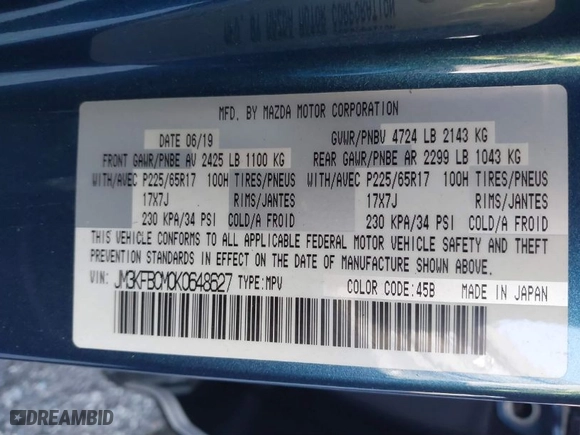 MFD. BY MAZDA MOTOR CORPORATION
DATE 06/19 GVWR/PNBV 4724 LB 2143 KG
FRONT GAWR/PNBE AV 2425 LB 1100 KG REAR GAWR/PNBE AR 2299 LB 1043 KG
WITH/AVEC P225/65R17 100H TIRES/PNEUS WITH/AVEC P225/65R17 100H TIRES/PNEUS
17X7J RIMS/JANTES 17X7J RIMS/JANTES
230 KPA/34 PSI COLD/A FROID 230 KPA/34 PSI COLD/A FROID
THIS VEHICLE CONFORMS TO ALL APPLICABLE FEDERAL MOTOR VEHICLE SAFETY AND THEFT
PREVENTION STANDARDS IN EFFECT ON THE DATE OF MANUFACTURE SHOWN ABOVE.
VIN: JM3KFBCM0K0648627 TYPE:MPV COLOR CODE:45B MADE IN JAPAN
DREAMBID